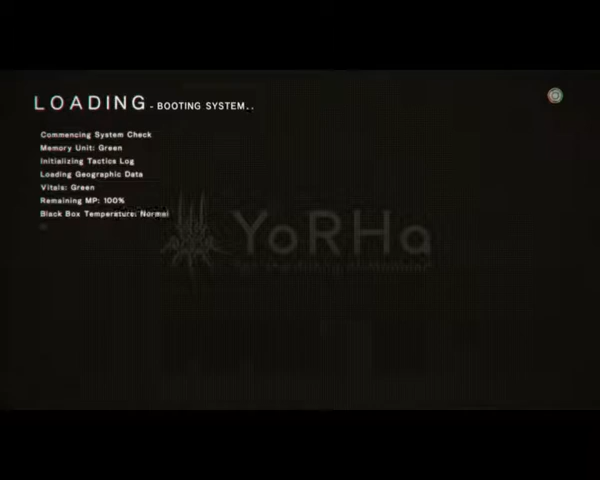 LOADING - BOOTING SYSTEM..
Commencing System Check
Memory Unit: Green
Initializing Tactics Log
Loading Geographic Data
Vitals: Green
Remaining MP: 100%
Black Box Temperature: Normal
YoRHa